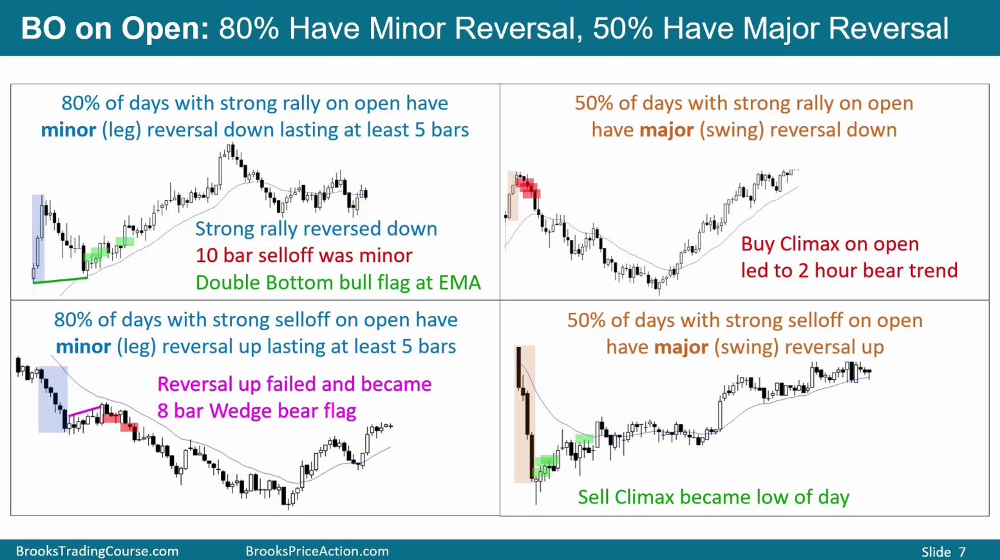 BO on Open: 80% Have Minor Reversal, 50% Have Major Reversal
80% of days with strong rally on open have
minor (leg) reversal down lasting at least 5 bars
Strong rally reversed down
10 bar selloff was minor
Double Bottom bull flag at EMA
50% of days with strong rally on open
have major (swing) reversal down
Buy Climax on open
led to 2 hour bear trend
80% of days with strong selloff on open have
minor (leg) reversal up lasting at least 5 bars
Reversal up failed and became
8 bar Wedge bear flag
50% of days with strong selloff on open
have major (swing) reversal up
Sell Climax became low of day
BrooksTradingCourse.com
BrooksPriceAction.com
Slide 7